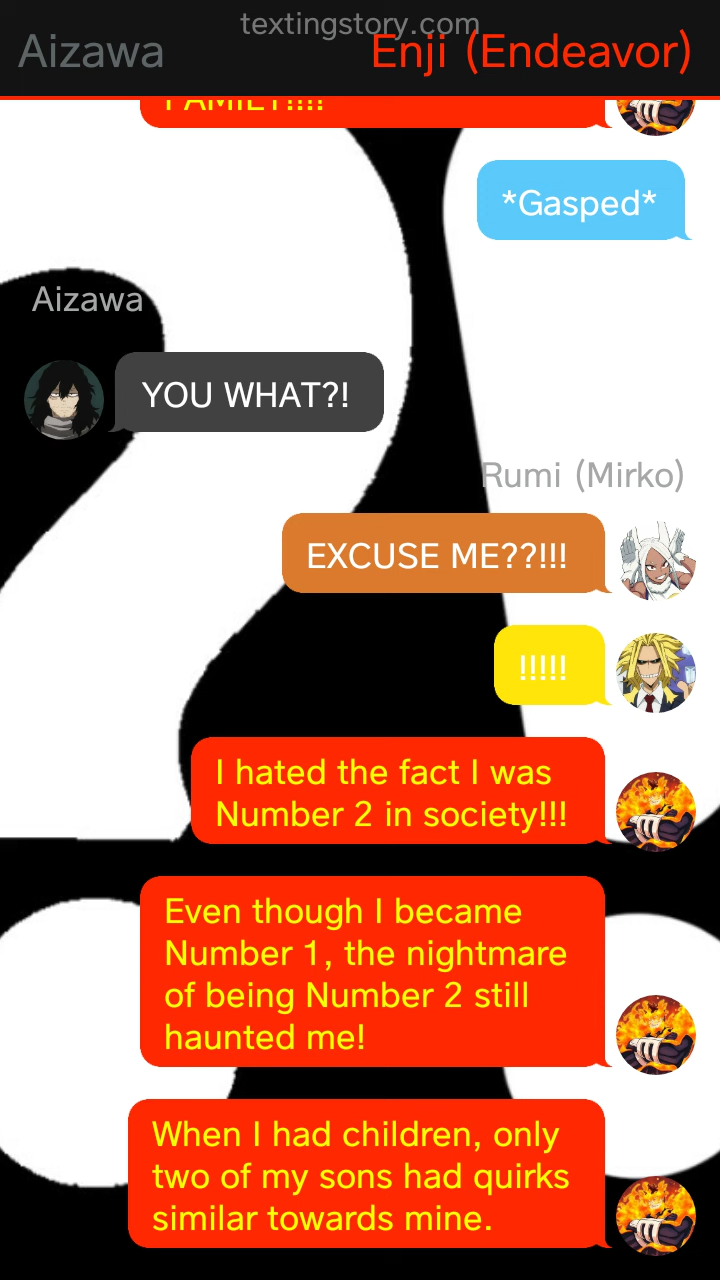 textingstory.com
Aizawa
Enji (Endeavor)
FAMILY!!!!
*Gasped*
Aizawa
YOU WHAT?!
Rumi (Mirko)
EXCUSE ME??!!!
!!!!!
I hated the fact I was
Number 2 in society!!!
Even though I became
Number 1, the nightmare
of being Number 2 still
haunted me!
When I had children, only
two of my sons had quirks
similar towards mine.